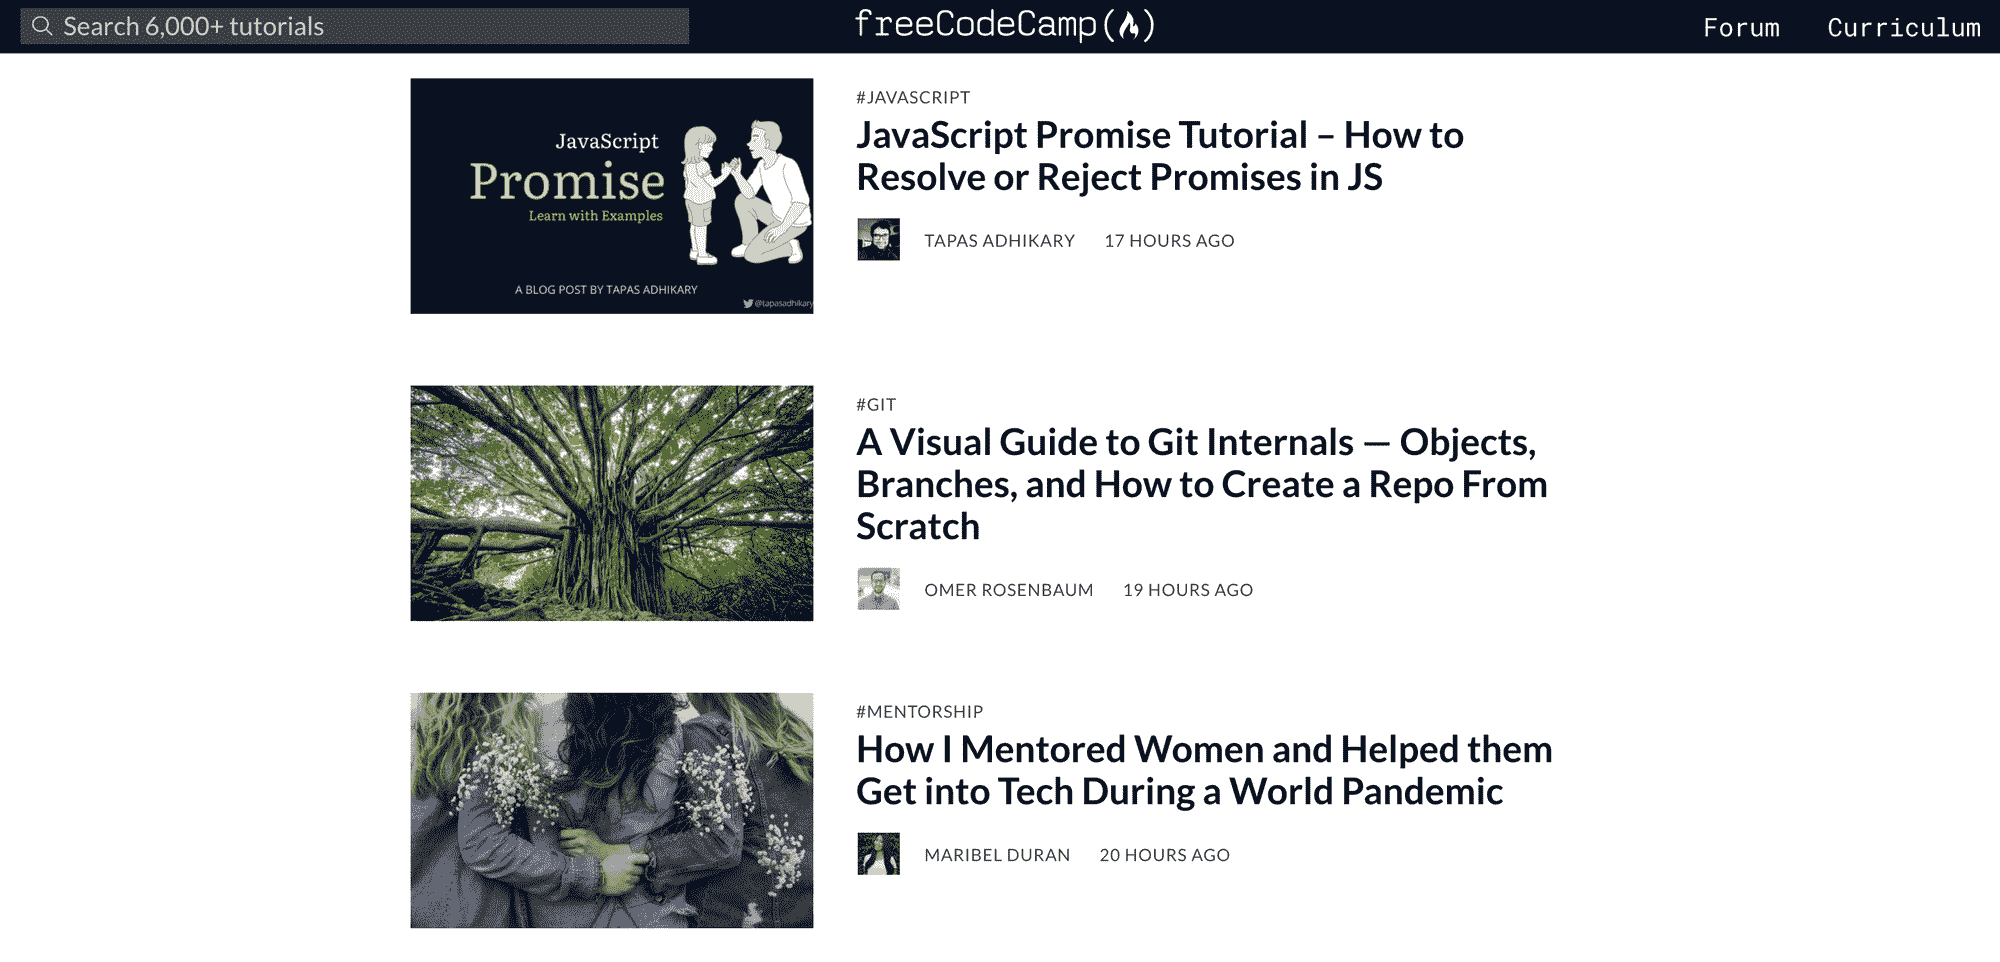 Search 6,000+ tutorials
freeCodeCamp(🔥)
Forum
Curriculum
JavaScript
Promise
Learn with Examples
A BLOG POST BY TAPAS ADHIKARY
@tapasadhikary
#JAVASCRIPT
JavaScript Promise Tutorial – How to
Resolve or Reject Promises in JS
TAPAS ADHIKARY
17 HOURS AGO
#GIT
A Visual Guide to Git Internals — Objects,
Branches, and How to Create a Repo From
Scratch
OMER ROSENBAUM
19 HOURS AGO
#MENTORSHIP
How I Mentored Women and Helped them
Get into Tech During a World Pandemic
MARIBEL DURAN
20 HOURS AGO